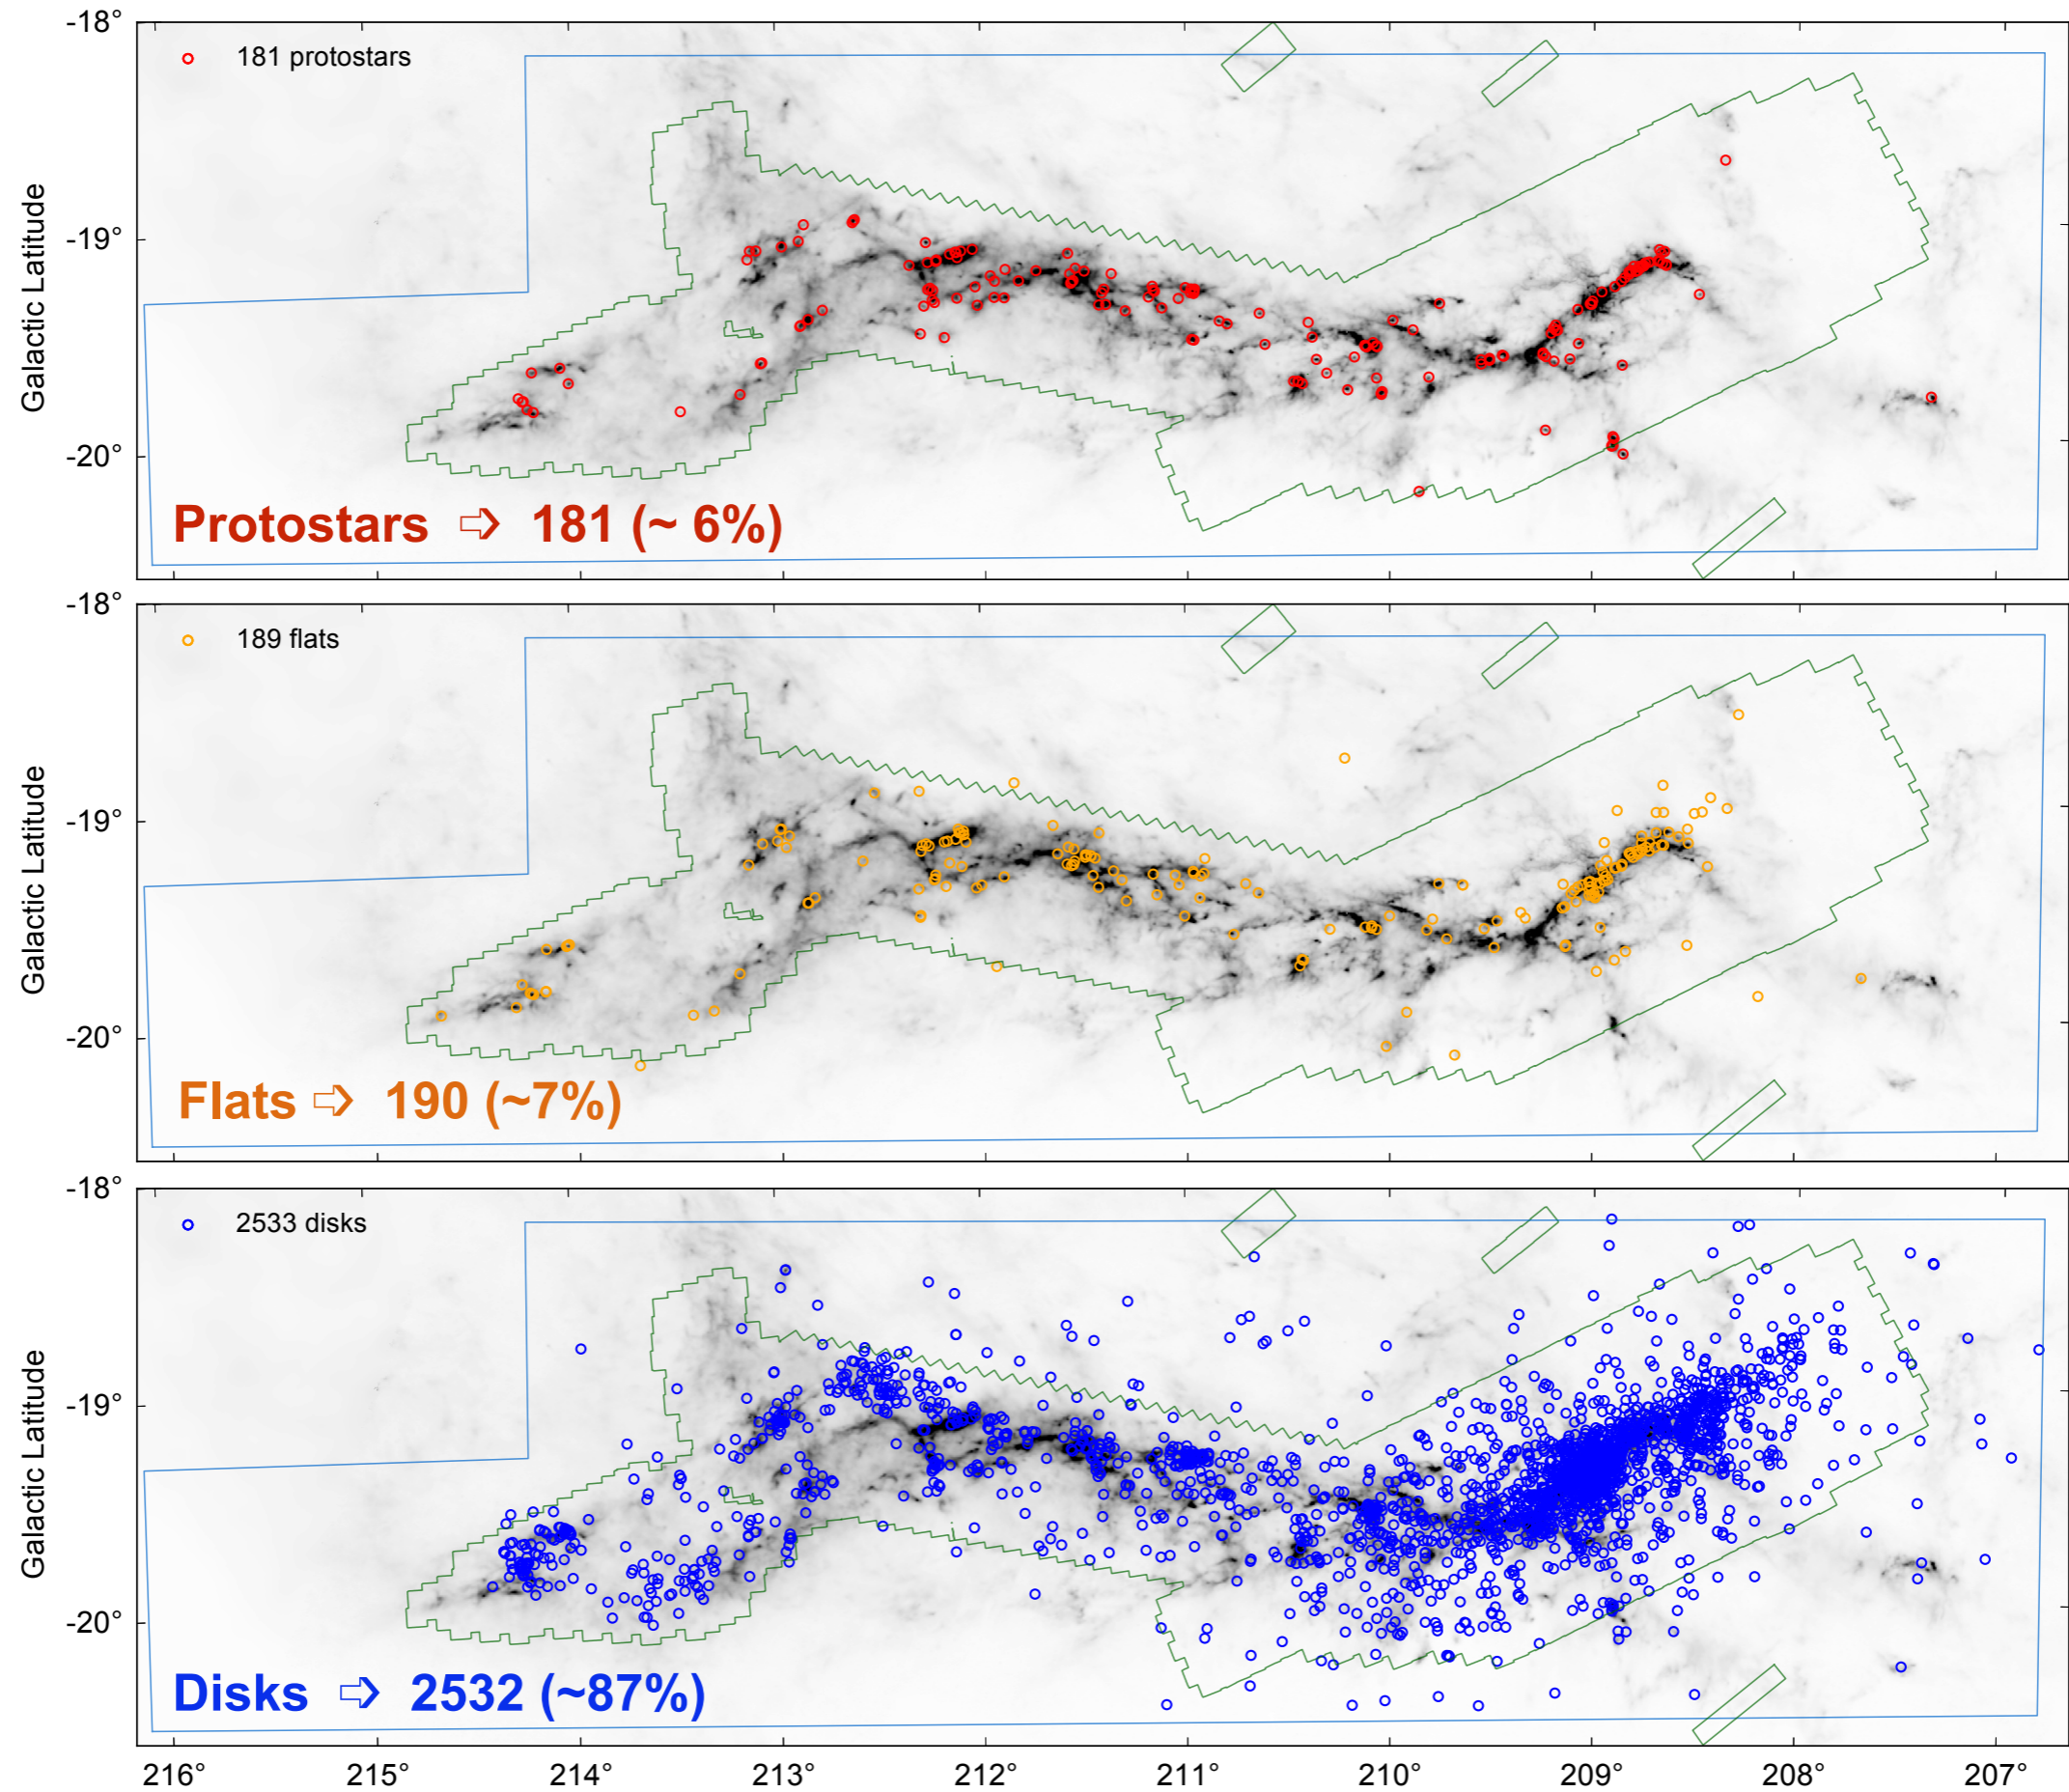 -18°
181 protostars
-19°
Galactic Latitude
-20°
Protostars ⇨ 181 (~ 6%)
-18°
189 flats
-19°
Galactic Latitude
-20°
Flats ⇨ 190 (~7%)
-18°
2533 disks
-19°
Galactic Latitude
-20°
Disks ⇨ 2532 (~87%)
216° 215° 214° 213° 212° 211° 210° 209° 208° 207°